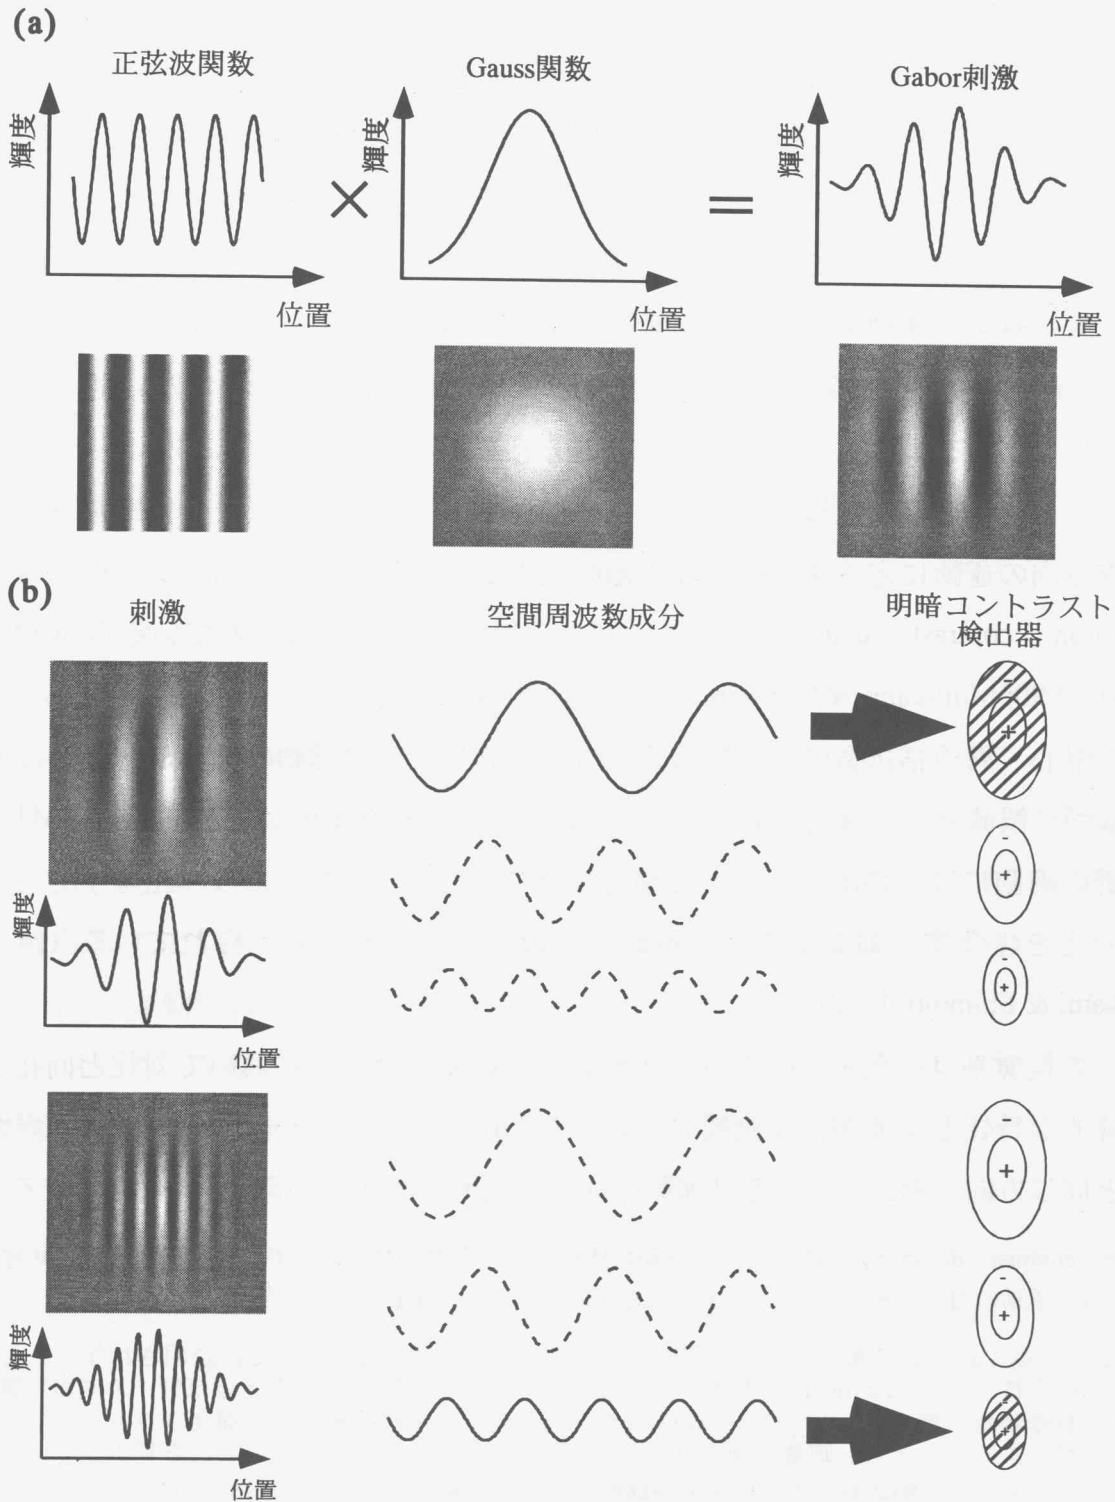 (a)
正弦波関数
Gauss関数
Gabor刺激
輝度
×
輝度
=
輝度
位置
位置
位置
(b)
刺激
空間周波数成分
明暗コントラスト
検出器
-
+
-
+
輝度
-
+
位置
-
+
-
+
輝度
-
+
位置